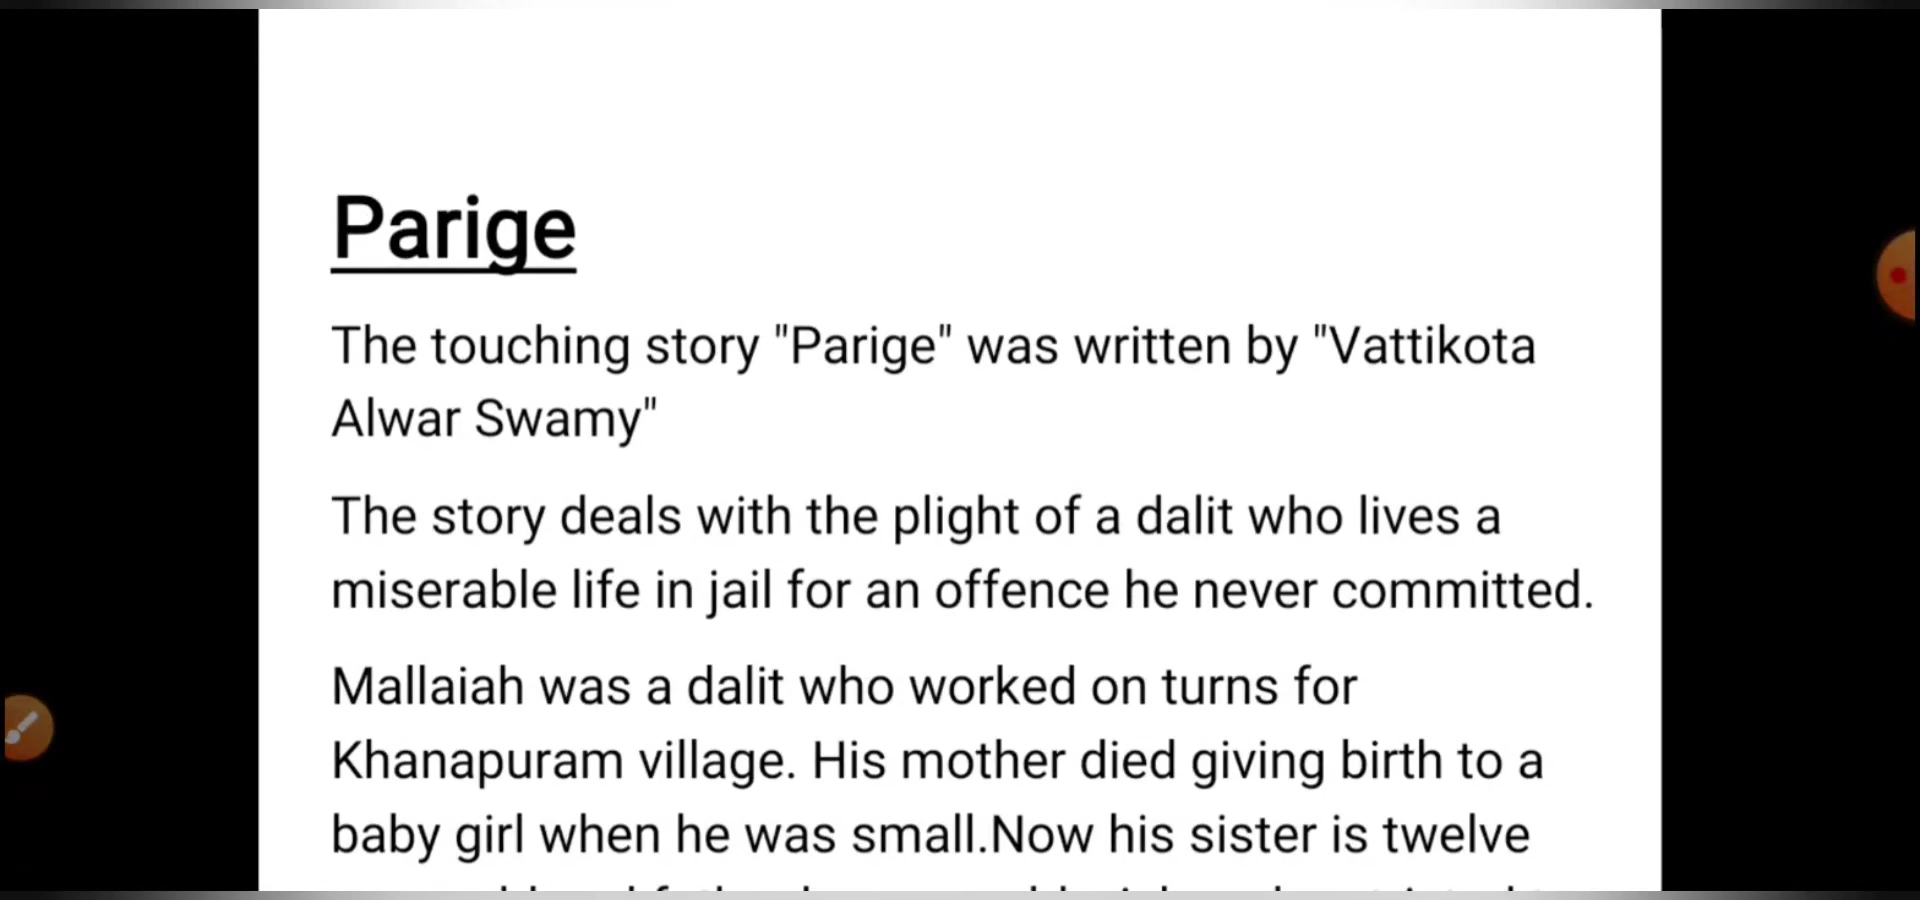 Parige
The touching story "Parige" was written by "Vattikota
Alwar Swamy"
The story deals with the plight of a dalit who lives a
miserable life in jail for an offence he never committed.
Mallaiah was a dalit who worked on turns for
Khanapuram village. His mother died giving birth to a
baby girl when he was small.Now his sister is twelve